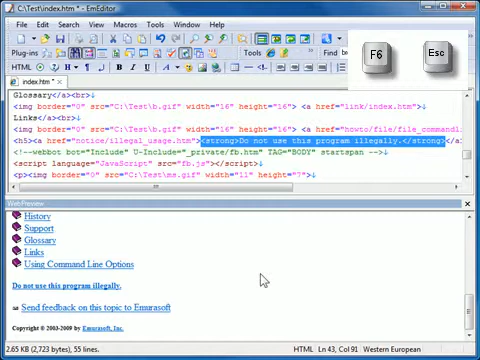 C:\Test\index.htm * - EmEditor
File Edit Search View Macros Tools Window Help
Plug-ins
Tools
Find
HTML
F6
Esc
index.htm *
Glossary</a><br>↓
<img border="0" src="C:\Test\b.gif" width="16" height="16"> <a href="link/index.htm">↓
Links</a><br>↓
<img border="0" src="C:\Test\b.gif" width="16" height="16"> <a href="howto/file/file_commandli
<h5><a href="notice/illegal_usage.htm"><strong>Do not use this program illegally.</strong></a>↓
<!--webbot bot="Include" U-Include="_private/fb.htm" TAG="BODY" startspan -->↓
<script language="JavaScript" src="fb.js"></script>↓
<p><img border="0" src="C:\Test\ms.gif" width="11" height="7">↓
WebPreview
History
Support
Glossary
Links
Using Command Line Options
Do not use this program illegally.
Send feedback on this topic to Emurasoft
Copyright © 2003-2009 by Emurasoft, Inc.
2.65 KB (2,723 bytes), 55 lines.
HTML Ln 43, Col 91 Western European